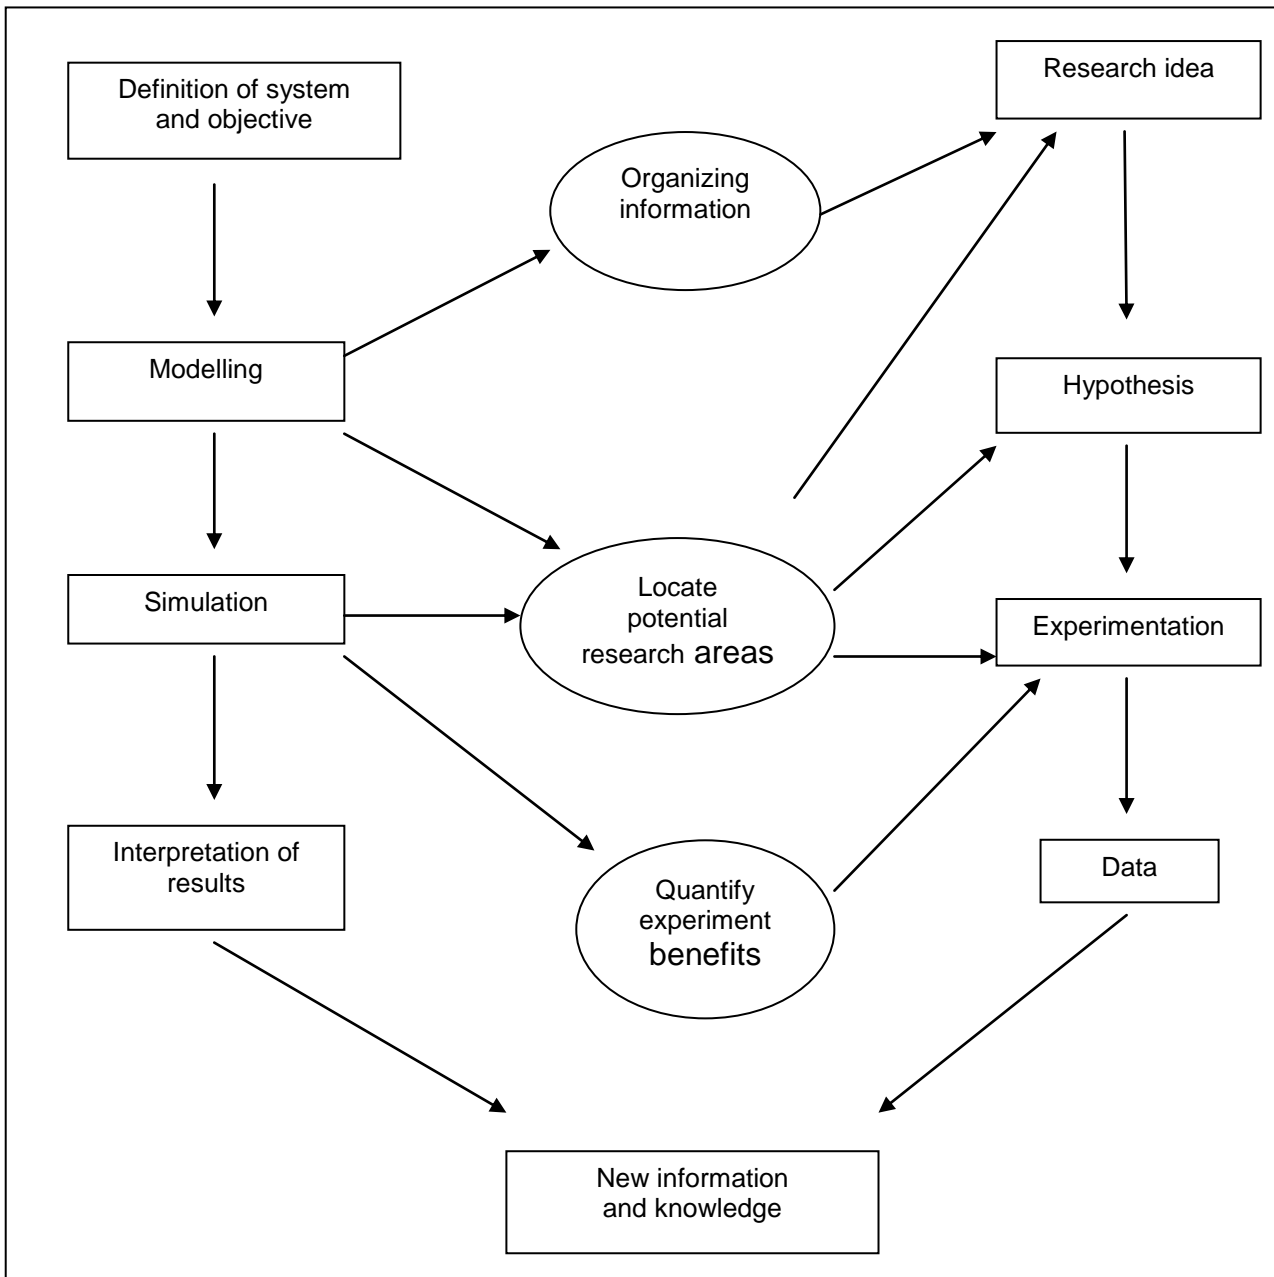 Definition of system
and objective
Research idea
Organizing
information
Modelling
Hypothesis
Simulation
Locate
potential
research areas
Experimentation
Interpretation of
results
Quantify
experiment
benefits
Data
New information
and knowledge